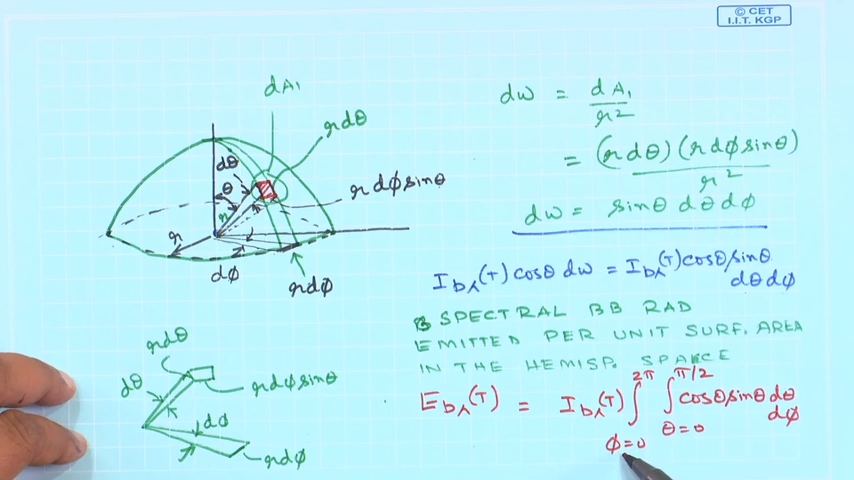 © CET
I.I.T. KGP
dA₁
rdθ
dθ
θ
r
r dφ sinθ
r
dφ
rdφ
dω = dA₁ / r²
= (rdθ) (r dφ sinθ) / r²
dω = sinθ dθ dφ
I_bλ(T) cosθ dω = I_bλ(T) cosθ sinθ
dθ dφ
SPECTRAL BB RAD
EMITTED PER UNIT SURF. AREA
IN THE HEMISP. SPACE
E_bλ(T) = I_bλ(T) ∫_{φ=0}^{2π} ∫_{θ=0}^{π/2} cosθ sinθ dθ
dφ
rdθ
dθ
rdφ sinθ
dφ
rdφ